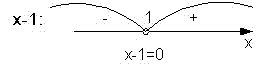 x-1: - 1 +
x
x-1=0